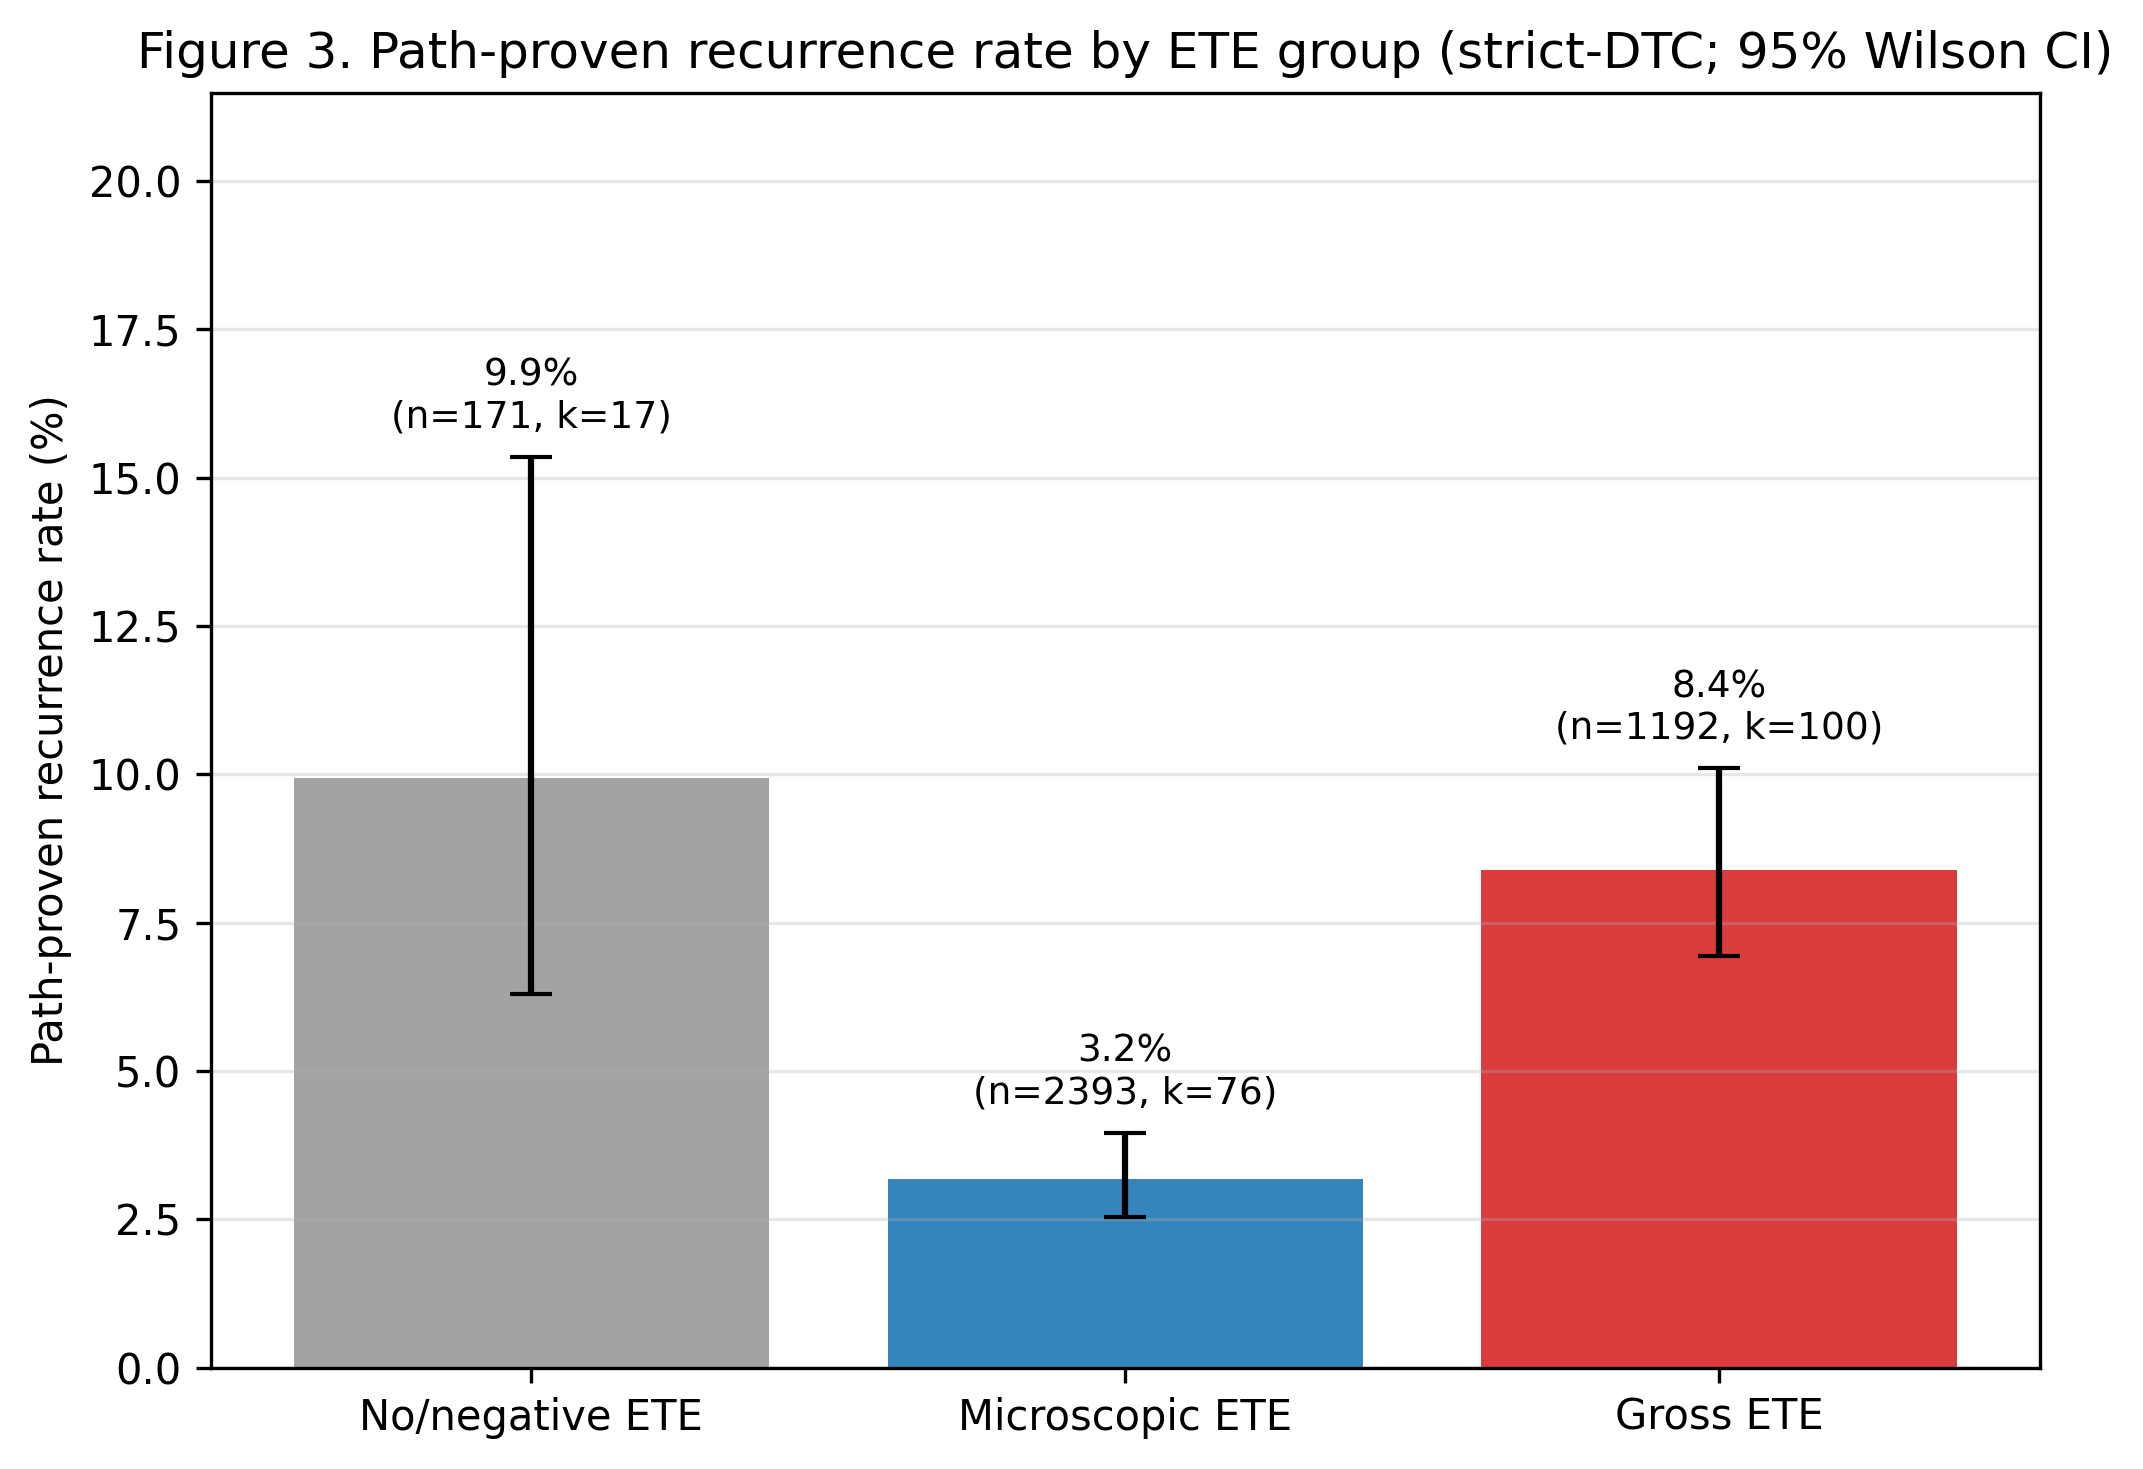 Figure 3. Path-proven recurrence rate by ETE group (strict-DTC; 95% Wilson CI)
Path-proven recurrence rate (%)
20.0
17.5
15.0
12.5
10.0
7.5
5.0
2.5
0.0
9.9%
(n=171, k=17)
3.2%
(n=2393, k=76)
8.4%
(n=1192, k=100)
No/negative ETE
Microscopic ETE
Gross ETE